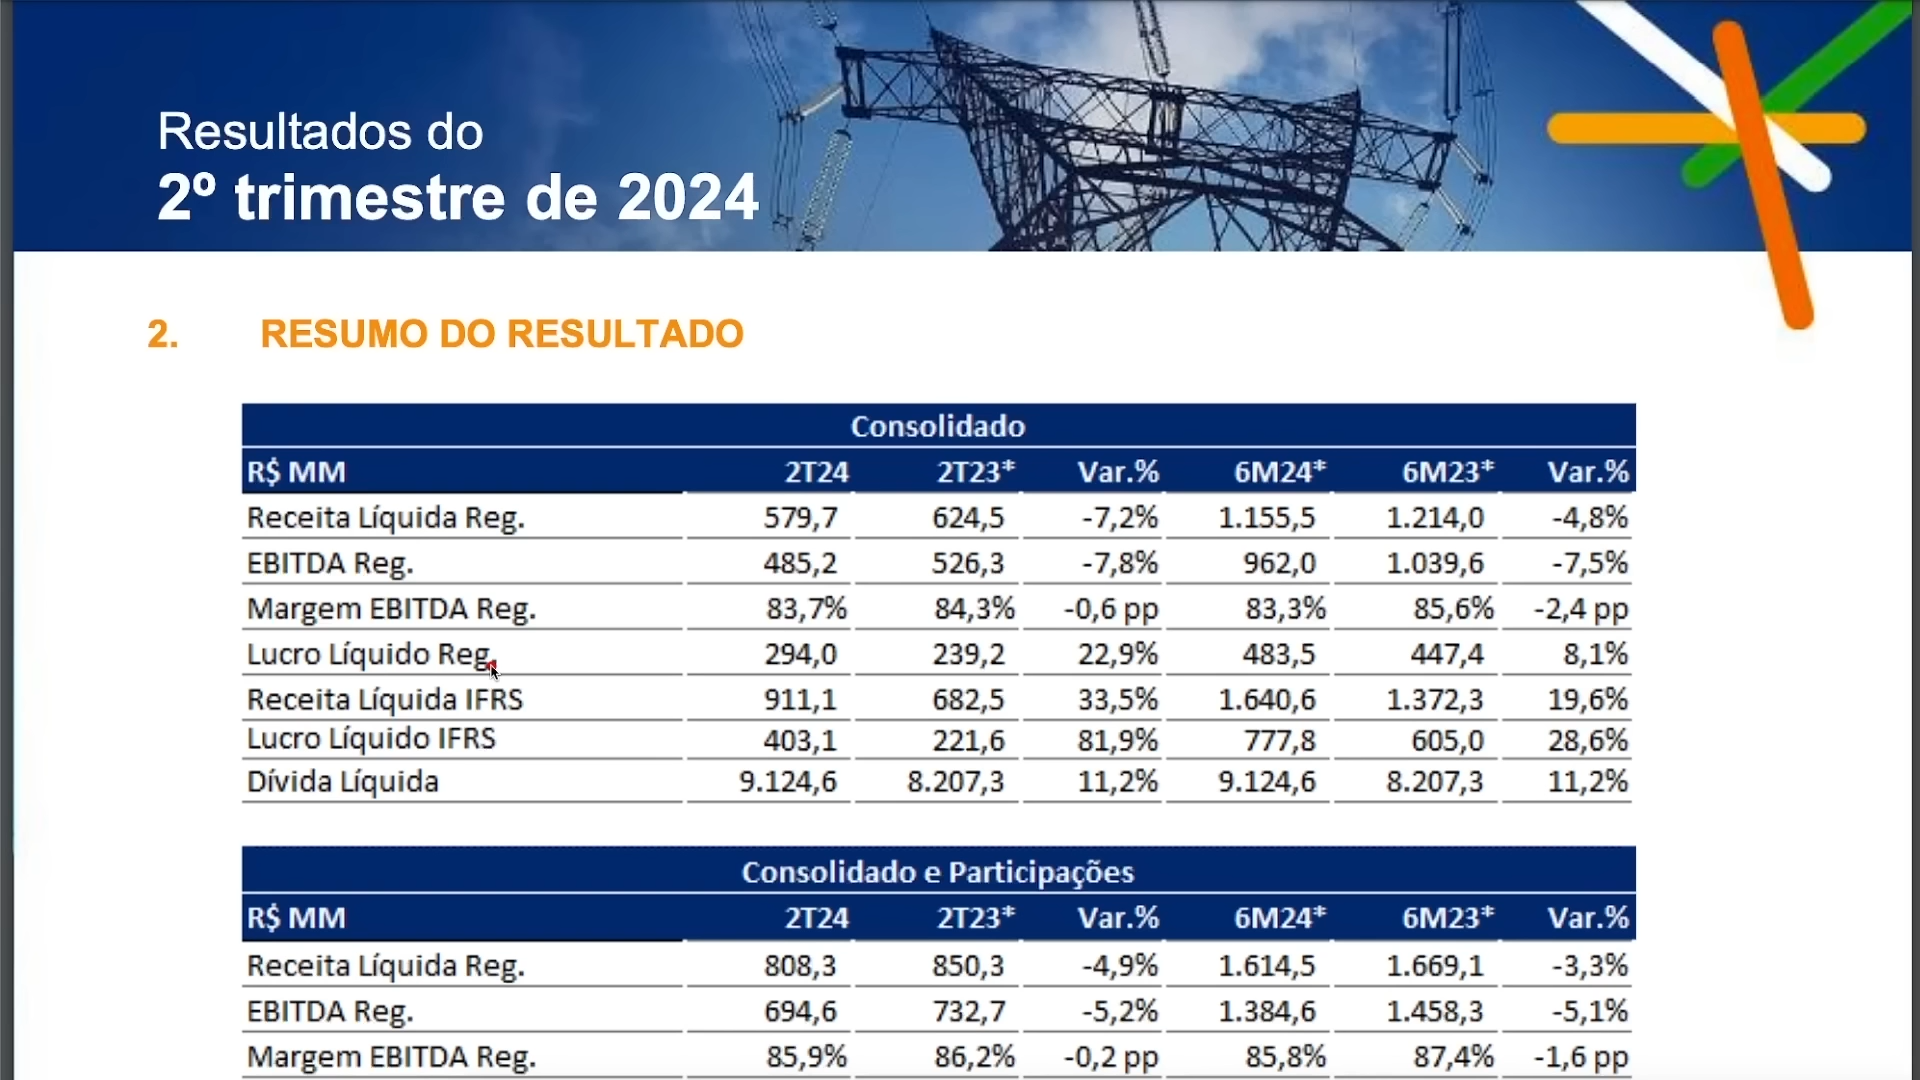 Resultados do
2º trimestre de 2024
2. RESUMO DO RESULTADO
Consolidado
R$ MM 2T24 2T23* Var.% 6M24* 6M23* Var.%
Receita Líquida Reg. 579,7 624,5 -7,2% 1.155,5 1.214,0 -4,8%
EBITDA Reg. 485,2 526,3 -7,8% 962,0 1.039,6 -7,5%
Margem EBITDA Reg. 83,7% 84,3% -0,6 pp 83,3% 85,6% -2,4 pp
Lucro Líquido Reg. 294,0 239,2 22,9% 483,5 447,4 8,1%
Receita Líquida IFRS 911,1 682,5 33,5% 1.640,6 1.372,3 19,6%
Lucro Líquido IFRS 403,1 221,6 81,9% 777,8 605,0 28,6%
Dívida Líquida 9.124,6 8.207,3 11,2% 9.124,6 8.207,3 11,2%
Consolidado e Participações
R$ MM 2T24 2T23* Var.% 6M24* 6M23* Var.%
Receita Líquida Reg. 808,3 850,3 -4,9% 1.614,5 1.669,1 -3,3%
EBITDA Reg. 694,6 732,7 -5,2% 1.384,6 1.458,3 -5,1%
Margem EBITDA Reg. 85,9% 86,2% -0,2 pp 85,8% 87,4% -1,6 pp